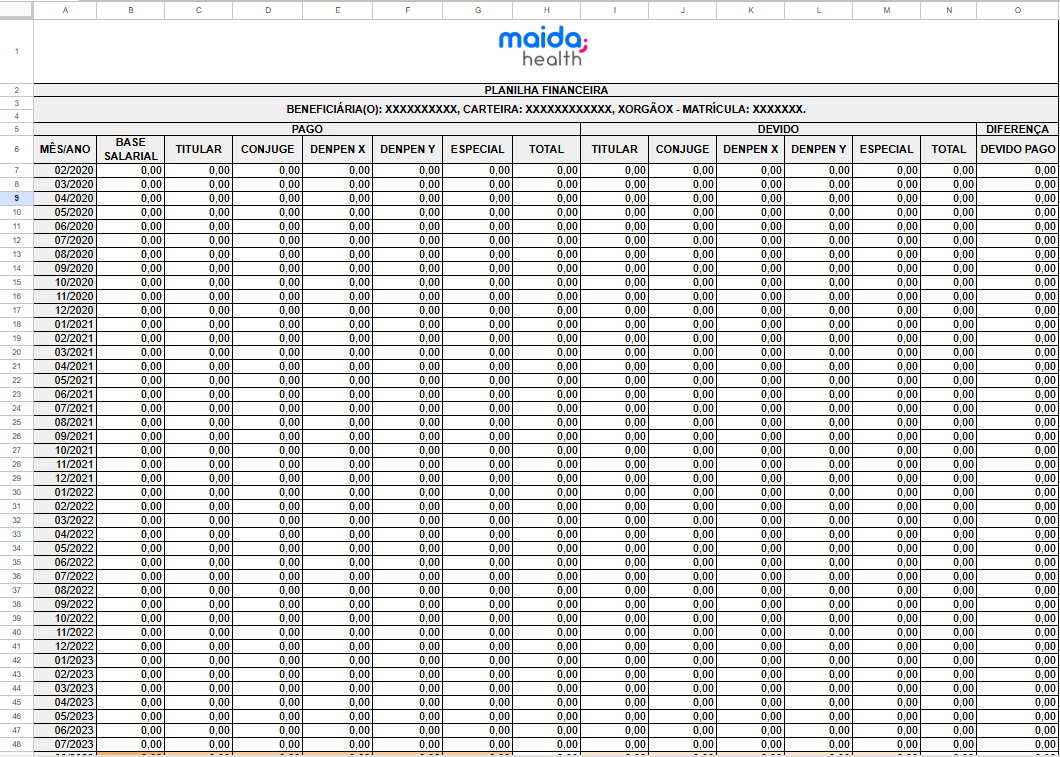 A B C D E F G H I J K L M N O
1 maida;
health
2 PLANILHA FINANCEIRA
3 BENEFICIÁRIA(O): XXXXXXXXXX, CARTEIRA: XXXXXXXXXXXX, XORGÃOX - MATRÍCULA: XXXXXXX.
4
5 PAGO DEVIDO DIFERENÇA
6 MÊS/ANO BASE SALARIAL TITULAR CONJUGE DENPEN X DENPEN Y ESPECIAL TOTAL TITULAR CONJUGE DENPEN X DENPEN Y ESPECIAL TOTAL DEVIDO PAGO
7 02/2020 0,00 0,00 0,00 0,00 0,00 0,00 0,00 0,00 0,00 0,00 0,00 0,00 0,00 0,00
8 03/2020 0,00 0,00 0,00 0,00 0,00 0,00 0,00 0,00 0,00 0,00 0,00 0,00 0,00 0,00
9 04/2020 0,00 0,00 0,00 0,00 0,00 0,00 0,00 0,00 0,00 0,00 0,00 0,00 0,00 0,00
10 05/2020 0,00 0,00 0,00 0,00 0,00 0,00 0,00 0,00 0,00 0,00 0,00 0,00 0,00 0,00
11 06/2020 0,00 0,00 0,00 0,00 0,00 0,00 0,00 0,00 0,00 0,00 0,00 0,00 0,00 0,00
12 07/2020 0,00 0,00 0,00 0,00 0,00 0,00 0,00 0,00 0,00 0,00 0,00 0,00 0,00 0,00
13 08/2020 0,00 0,00 0,00 0,00 0,00 0,00 0,00 0,00 0,00 0,00 0,00 0,00 0,00 0,00
14 09/2020 0,00 0,00 0,00 0,00 0,00 0,00 0,00 0,00 0,00 0,00 0,00 0,00 0,00 0,00
15 10/2020 0,00 0,00 0,00 0,00 0,00 0,00 0,00 0,00 0,00 0,00 0,00 0,00 0,00 0,00
16 11/2020 0,00 0,00 0,00 0,00 0,00 0,00 0,00 0,00 0,00 0,00 0,00 0,00 0,00 0,00
17 12/2020 0,00 0,00 0,00 0,00 0,00 0,00 0,00 0,00 0,00 0,00 0,00 0,00 0,00 0,00
18 01/2021 0,00 0,00 0,00 0,00 0,00 0,00 0,00 0,00 0,00 0,00 0,00 0,00 0,00 0,00
19 02/2021 0,00 0,00 0,00 0,00 0,00 0,00 0,00 0,00 0,00 0,00 0,00 0,00 0,00 0,00
20 03/2021 0,00 0,00 0,00 0,00 0,00 0,00 0,00 0,00 0,00 0,00 0,00 0,00 0,00 0,00
21 04/2021 0,00 0,00 0,00 0,00 0,00 0,00 0,00 0,00 0,00 0,00 0,00 0,00 0,00 0,00
22 05/2021 0,00 0,00 0,00 0,00 0,00 0,00 0,00 0,00 0,00 0,00 0,00 0,00 0,00 0,00
23 06/2021 0,00 0,00 0,00 0,00 0,00 0,00 0,00 0,00 0,00 0,00 0,00 0,00 0,00 0,00
24 07/2021 0,00 0,00 0,00 0,00 0,00 0,00 0,00 0,00 0,00 0,00 0,00 0,00 0,00 0,00
25 08/2021 0,00 0,00 0,00 0,00 0,00 0,00 0,00 0,00 0,00 0,00 0,00 0,00 0,00 0,00
26 09/2021 0,00 0,00 0,00 0,00 0,00 0,00 0,00 0,00 0,00 0,00 0,00 0,00 0,00 0,00
27 10/2021 0,00 0,00 0,00 0,00 0,00 0,00 0,00 0,00 0,00 0,00 0,00 0,00 0,00 0,00
28 11/2021 0,00 0,00 0,00 0,00 0,00 0,00 0,00 0,00 0,00 0,00 0,00 0,00 0,00 0,00
29 12/2021 0,00 0,00 0,00 0,00 0,00 0,00 0,00 0,00 0,00 0,00 0,00 0,00 0,00 0,00
30 01/2022 0,00 0,00 0,00 0,00 0,00 0,00 0,00 0,00 0,00 0,00 0,00 0,00 0,00 0,00
31 02/2022 0,00 0,00 0,00 0,00 0,00 0,00 0,00 0,00 0,00 0,00 0,00 0,00 0,00 0,00
32 03/2022 0,00 0,00 0,00 0,00 0,00 0,00 0,00 0,00 0,00 0,00 0,00 0,00 0,00 0,00
33 04/2022 0,00 0,00 0,00 0,00 0,00 0,00 0,00 0,00 0,00 0,00 0,00 0,00 0,00 0,00
34 05/2022 0,00 0,00 0,00 0,00 0,00 0,00 0,00 0,00 0,00 0,00 0,00 0,00 0,00 0,00
35 06/2022 0,00 0,00 0,00 0,00 0,00 0,00 0,00 0,00 0,00 0,00 0,00 0,00 0,00 0,00
36 07/2022 0,00 0,00 0,00 0,00 0,00 0,00 0,00 0,00 0,00 0,00 0,00 0,00 0,00 0,00
37 08/2022 0,00 0,00 0,00 0,00 0,00 0,00 0,00 0,00 0,00 0,00 0,00 0,00 0,00 0,00
38 09/2022 0,00 0,00 0,00 0,00 0,00 0,00 0,00 0,00 0,00 0,00 0,00 0,00 0,00 0,00
39 10/2022 0,00 0,00 0,00 0,00 0,00 0,00 0,00 0,00 0,00 0,00 0,00 0,00 0,00 0,00
40 11/2022 0,00 0,00 0,00 0,00 0,00 0,00 0,00 0,00 0,00 0,00 0,00 0,00 0,00 0,00
41 12/2022 0,00 0,00 0,00 0,00 0,00 0,00 0,00 0,00 0,00 0,00 0,00 0,00 0,00 0,00
42 01/2023 0,00 0,00 0,00 0,00 0,00 0,00 0,00 0,00 0,00 0,00 0,00 0,00 0,00 0,00
43 02/2023 0,00 0,00 0,00 0,00 0,00 0,00 0,00 0,00 0,00 0,00 0,00 0,00 0,00 0,00
44 03/2023 0,00 0,00 0,00 0,00 0,00 0,00 0,00 0,00 0,00 0,00 0,00 0,00 0,00 0,00
45 04/2023 0,00 0,00 0,00 0,00 0,00 0,00 0,00 0,00 0,00 0,00 0,00 0,00 0,00 0,00
46 05/2023 0,00 0,00 0,00 0,00 0,00 0,00 0,00 0,00 0,00 0,00 0,00 0,00 0,00 0,00
47 06/2023 0,00 0,00 0,00 0,00 0,00 0,00 0,00 0,00 0,00 0,00 0,00 0,00 0,00 0,00
48 07/2023 0,00 0,00 0,00 0,00 0,00 0,00 0,00 0,00 0,00 0,00 0,00 0,00 0,00 0,00